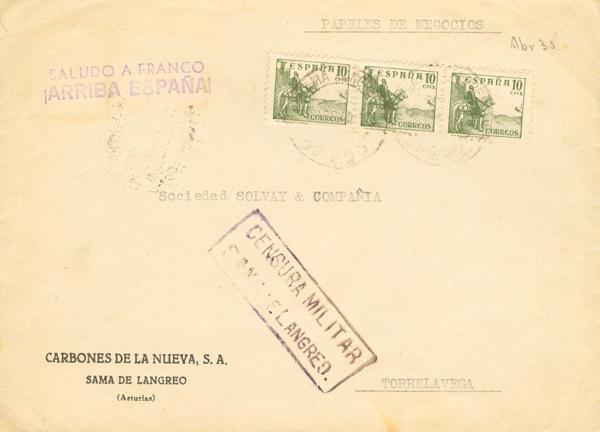 PAPELES DE NEGOCIOS
Abr 38
SALUDO A FRANCO
¡ARRIBA ESPAÑA!
ESPAÑA 10
CTS.
CORREOS
ESPAÑA 10
CTS.
CORREOS
ESPAÑA 10
CTS.
CORREOS
Sociedad SOLVAY & COMPAÑIA
CENSURA MILITAR
LANGREO.
CARBONES DE LA NUEVA, S. A.
SAMA DE LANGREO
(Asturias)
TORRELAVEGA